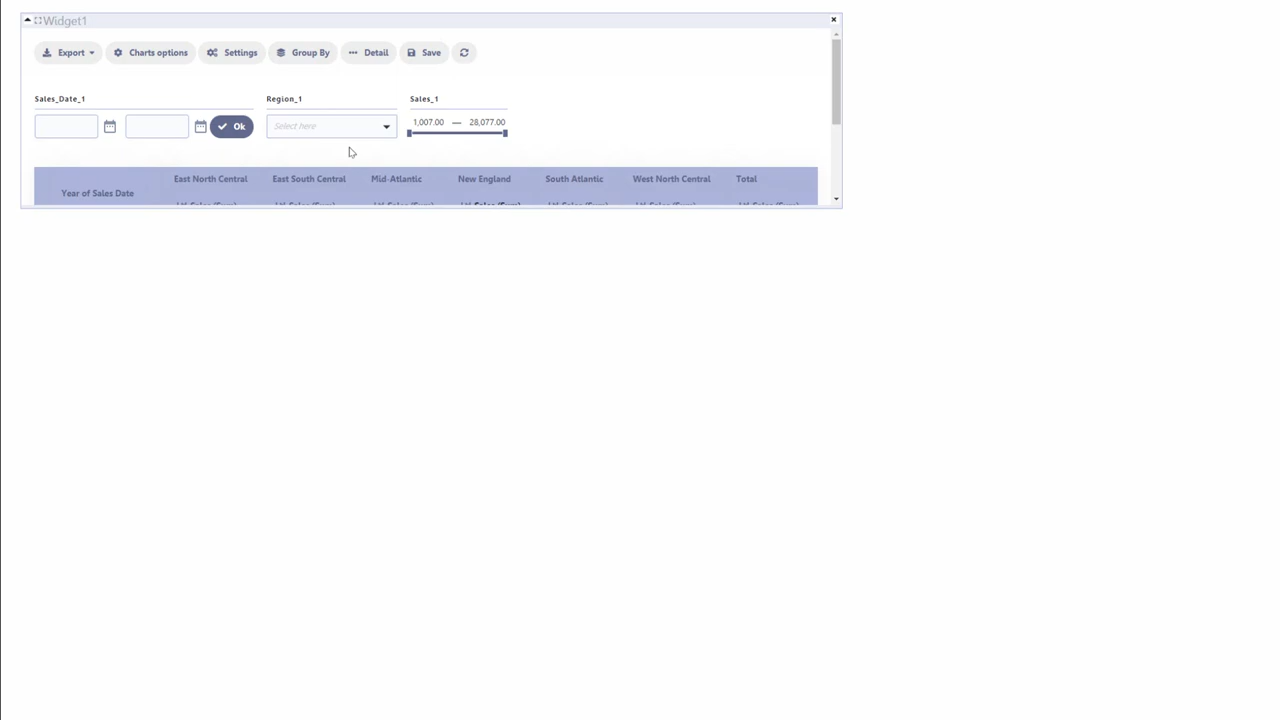 Widget1
Export Charts options Settings Group By Detail Save
Sales_Date_1 Region_1 Sales_1
Ok Select here 1,007.00 — 28,077.00
East North Central East South Central Mid-Atlantic New England South Atlantic West North Central Total
Year of Sales Date